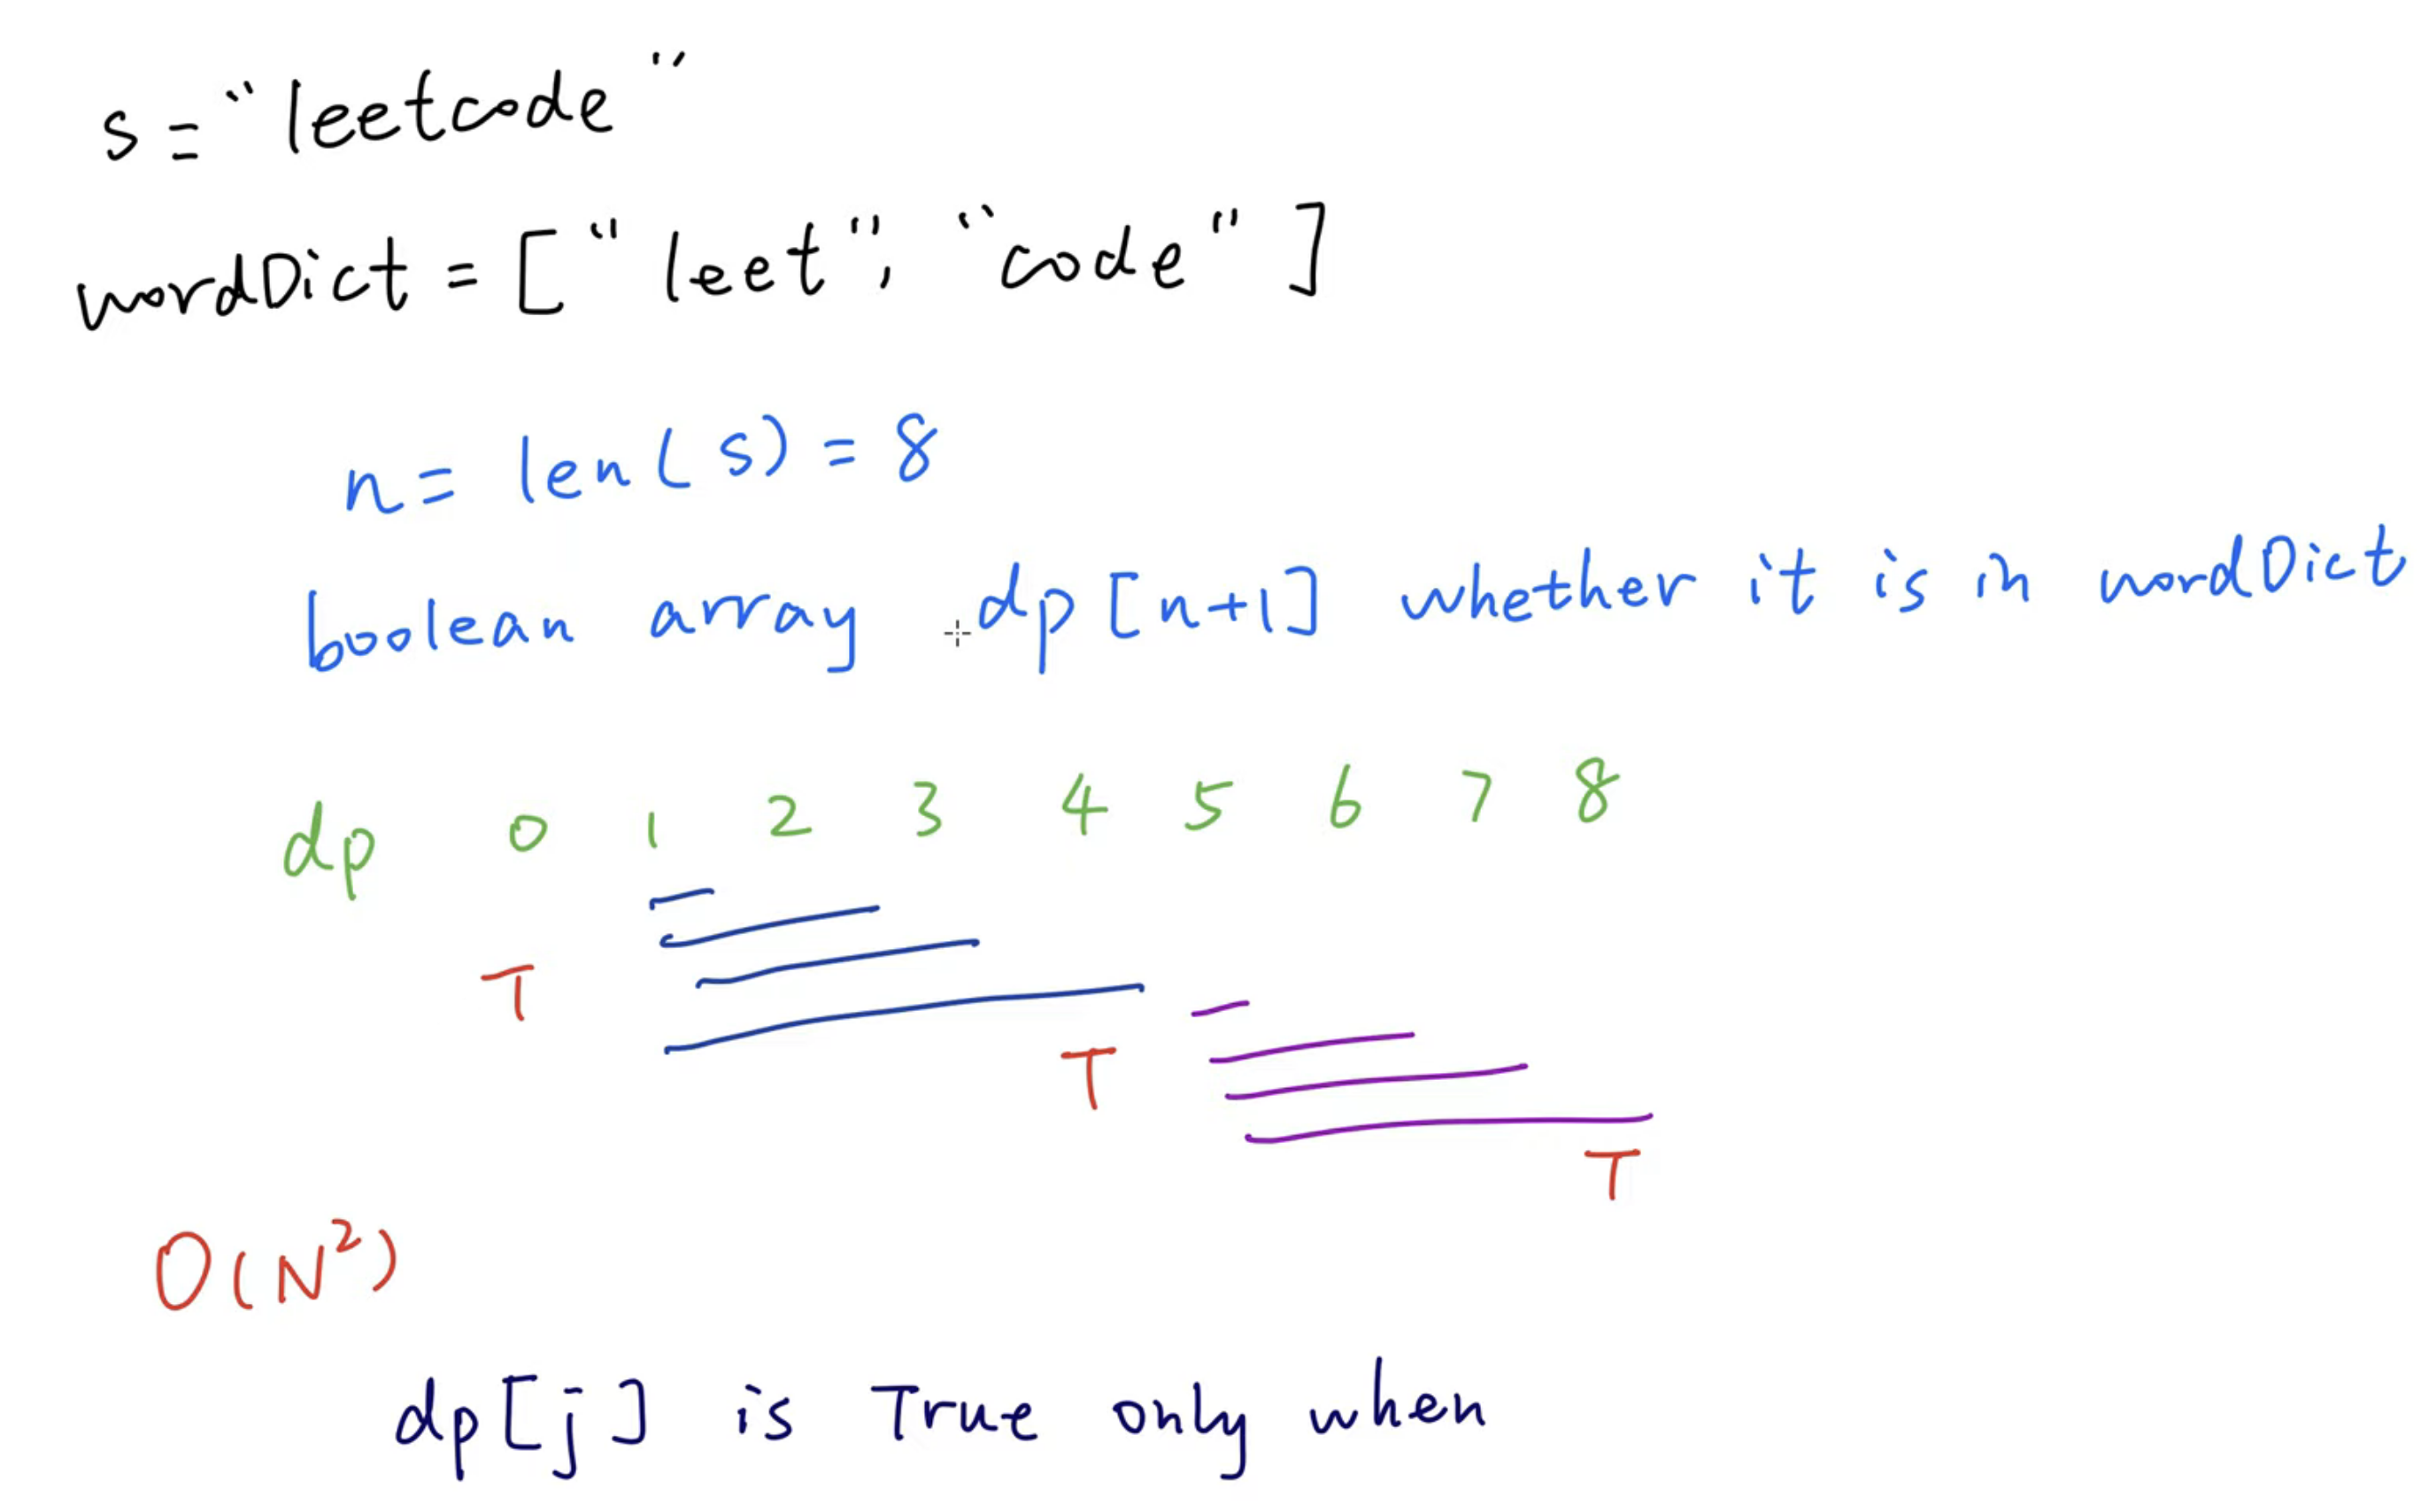 s = "leetcode"
wordDict = ["leet", "code"]
n = len(s) = 8
boolean array dp[n+1] whether it is in wordDict
dp 0 1 2 3 4 5 6 7 8
T
T
T
O(N²)
dp[j] is True only when